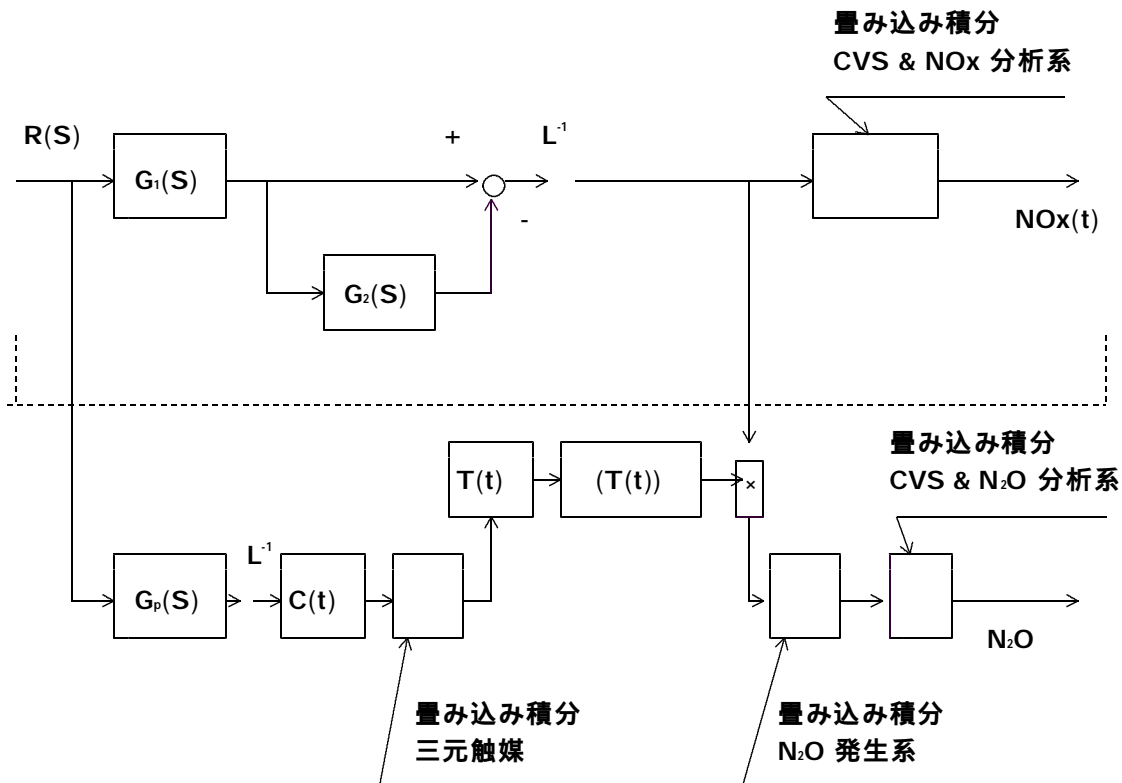 畳み込み積分
CVS & NOx 分析系
R(S)
+
L⁻¹
G₁(S)
NOx(t)
-
G₂(S)
畳み込み積分
CVS & N₂O 分析系
T(t)
(T(t))
×
L⁻¹
Gₚ(S)
C(t)
N₂O
畳み込み積分
三元触媒
畳み込み積分
N₂O 発生系